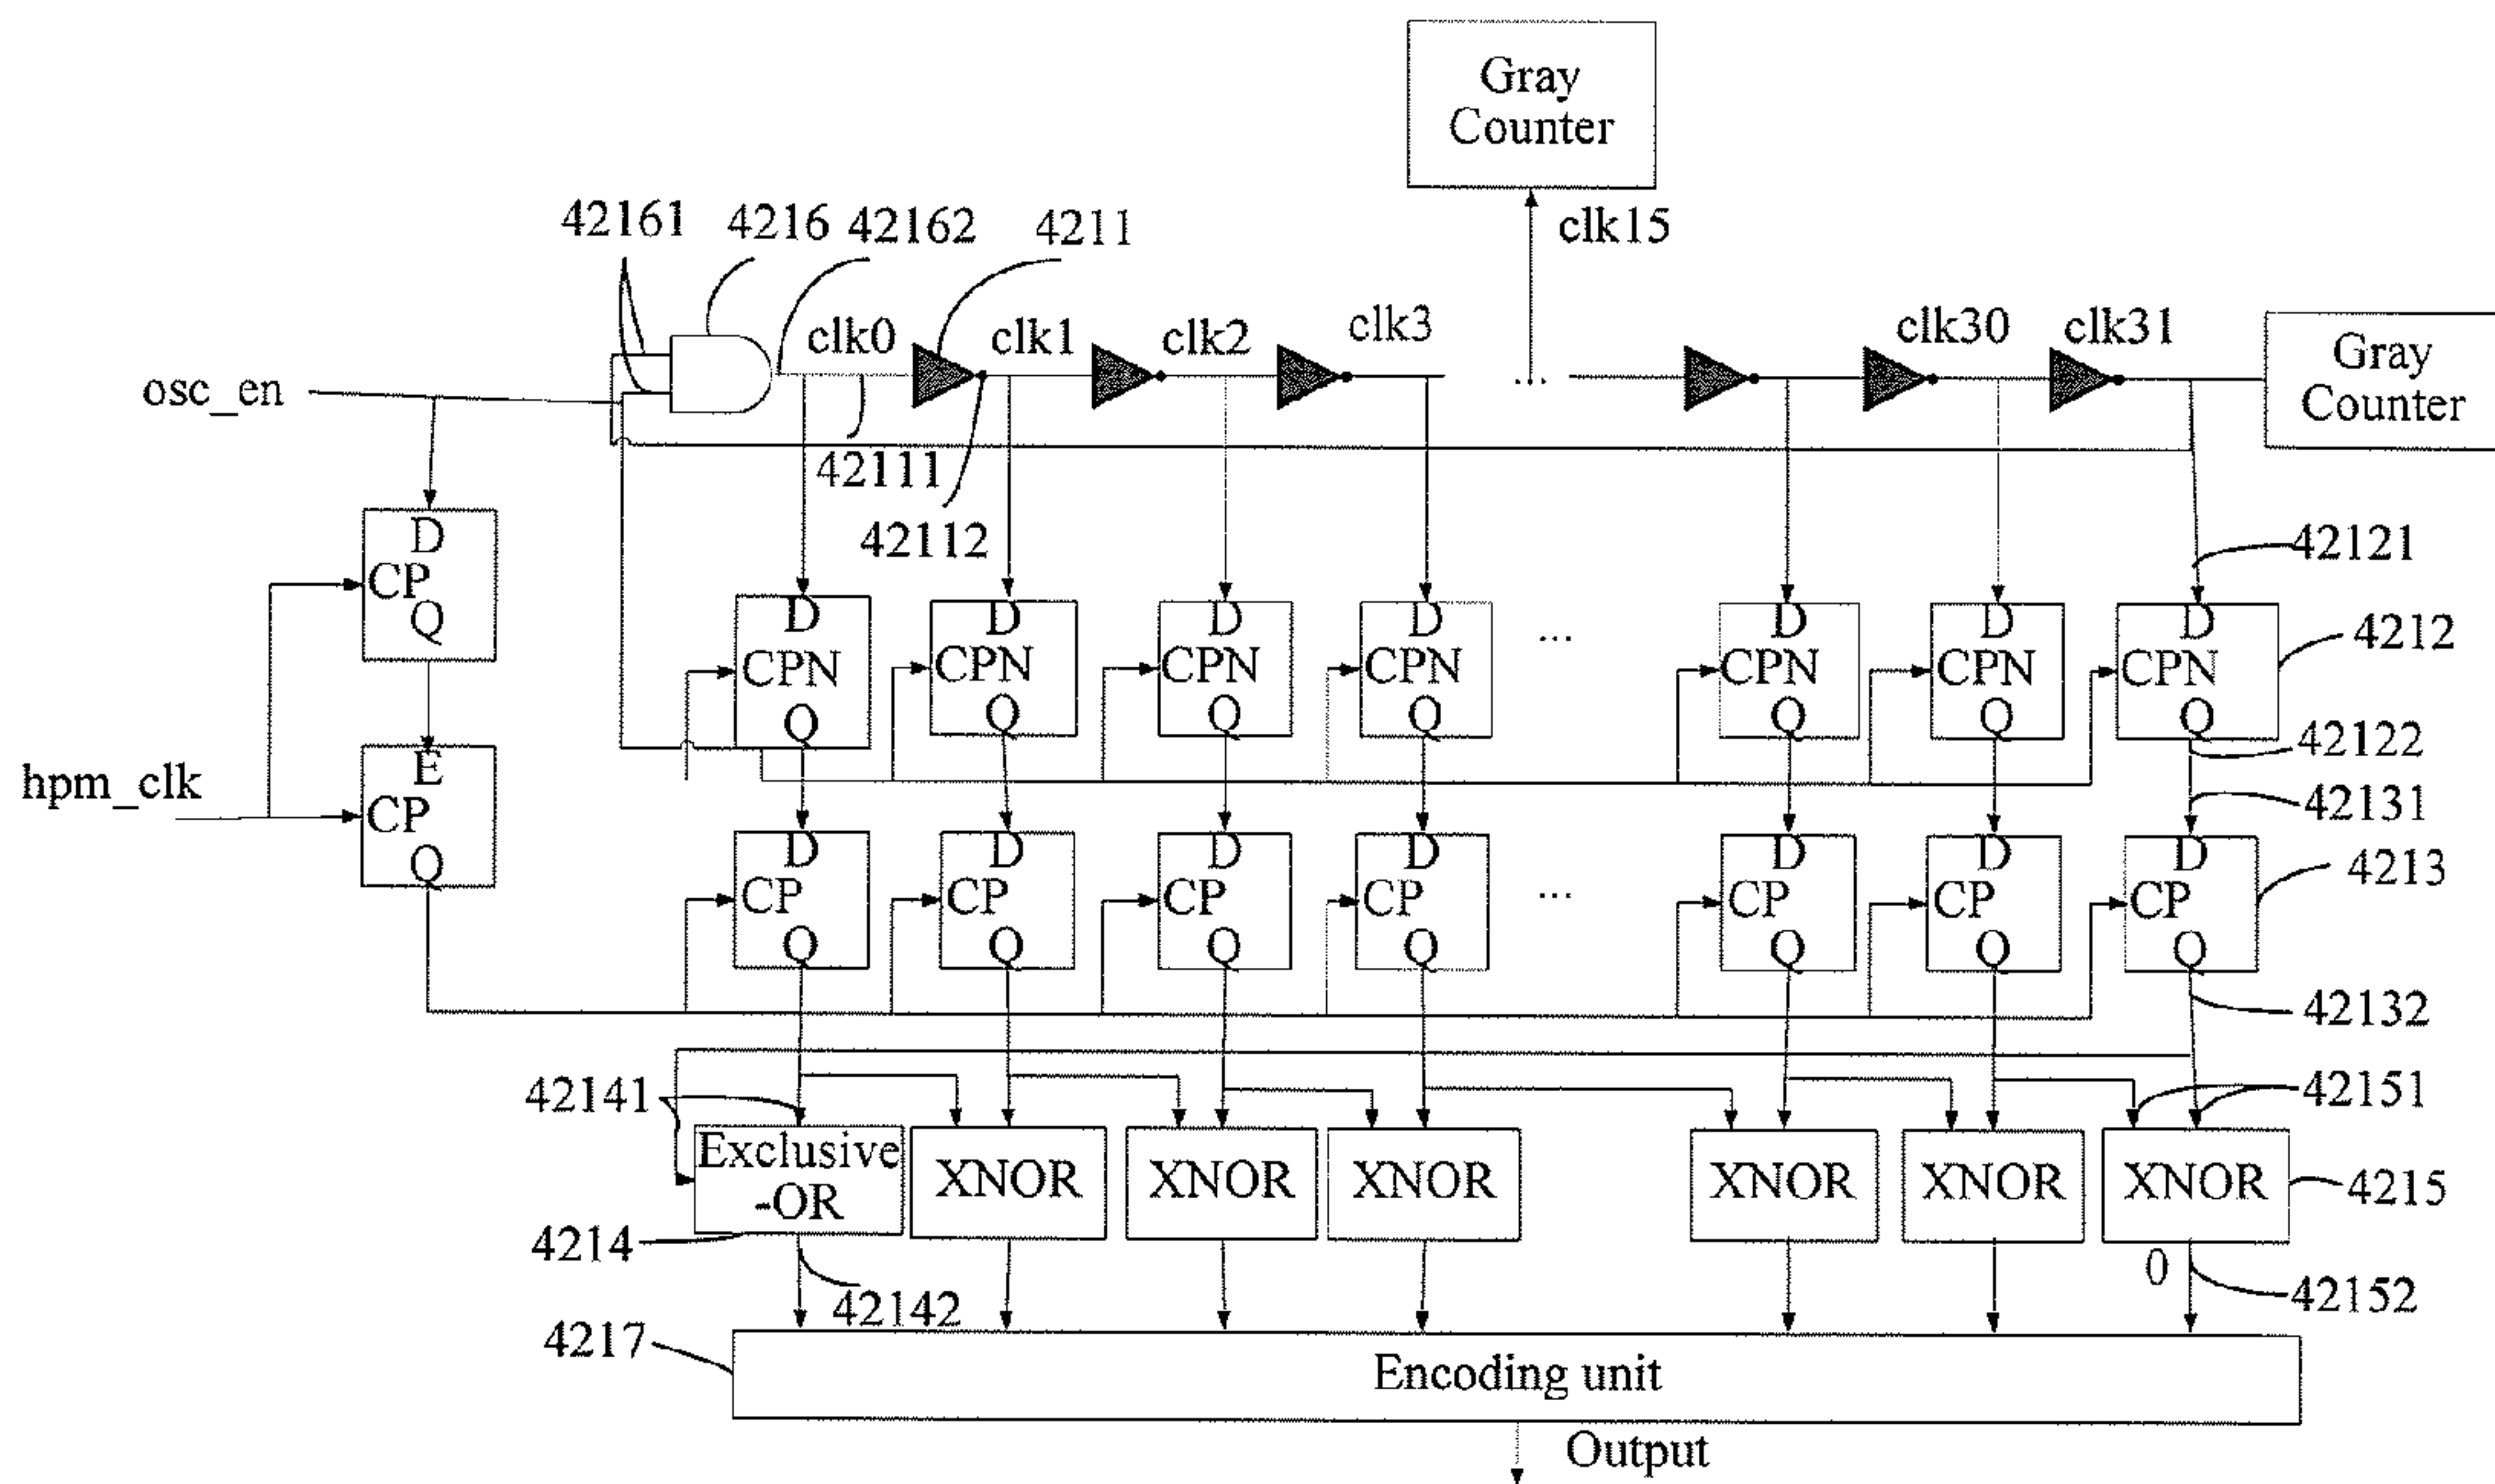 Gray
Counter
clk15
42161
4216
42162
4211
clk0
clk1
clk2
clk3
clk30
clk31
Gray
Counter
osc_en
42111
42112
42121
D
CP
Q
D
CPN
Q
D
CPN
Q
D
CPN
Q
D
CPN
Q
...
D
CPN
Q
D
CPN
Q
D
CPN
Q
4212
42122
hpm_clk
E
CP
Q
42131
D
CP
Q
D
CP
Q
D
CP
Q
D
CP
Q
...
D
CP
Q
D
CP
Q
D
CP
Q
4213
42132
42141
42151
Exclusive
-OR
XNOR
XNOR
XNOR
XNOR
XNOR
XNOR
4215
4214
0
42142
42152
4217
Encoding unit
Output